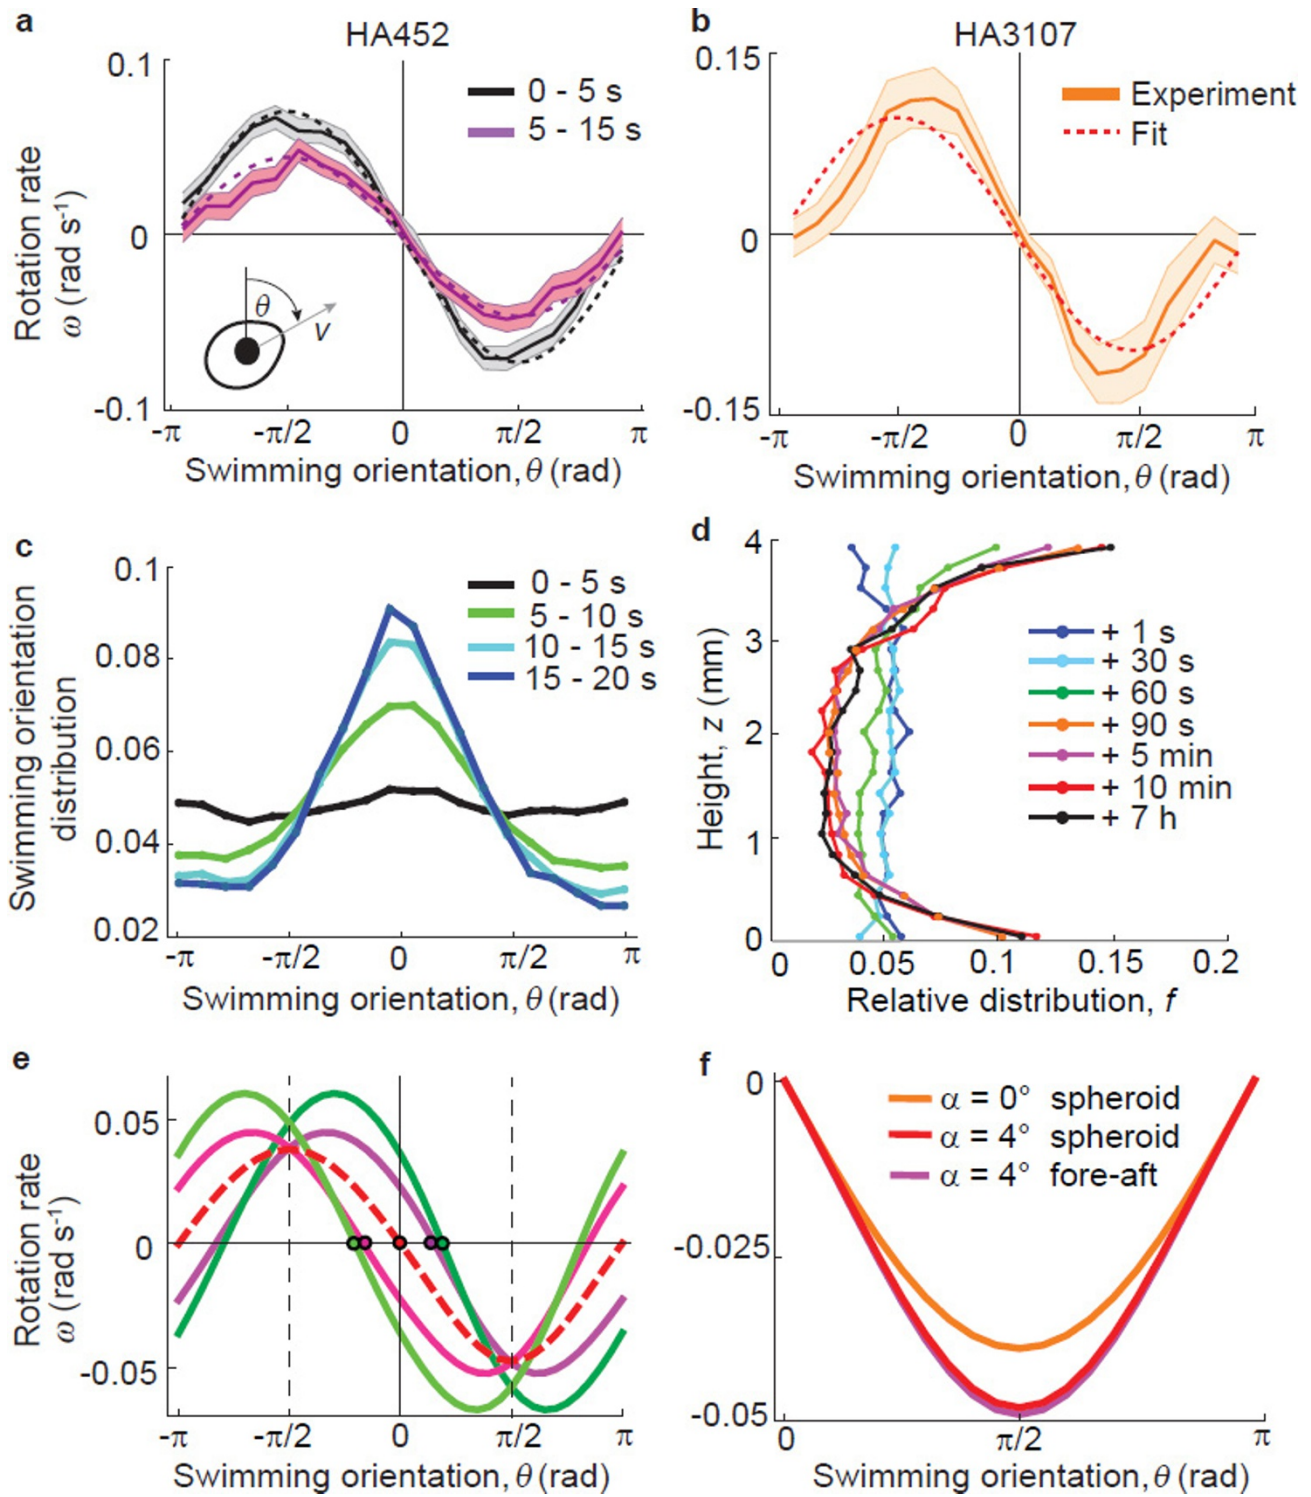 a
HA452
0.1
0
-0.1
Rotation rate
ω (rad s-1)
0 - 5 s
5 - 15 s
θ
v
-π
-π/2
0
π/2
π
Swimming orientation, θ (rad)
b
HA3107
0.15
0
-0.15
Experiment
Fit
-π
-π/2
0
π/2
π
Swimming orientation, θ (rad)
c
0.1
0.08
0.06
0.04
0.02
Swimming orientation
distribution
0 - 5 s
5 - 10 s
10 - 15 s
15 - 20 s
-π
-π/2
0
π/2
π
Swimming orientation, θ (rad)
d
4
3
2
1
0
Height, z (mm)
+ 1 s
+ 30 s
+ 60 s
+ 90 s
+ 5 min
+ 10 min
+ 7 h
0
0.05
0.1
0.15
0.2
Relative distribution, f
e
0.05
0
-0.05
Rotation rate
ω (rad s-1)
-π
-π/2
0
π/2
π
Swimming orientation, θ (rad)
f
0
-0.025
-0.05
α = 0° spheroid
α = 4° spheroid
α = 4° fore-aft
0
π/2
π
Swimming orientation, θ (rad)